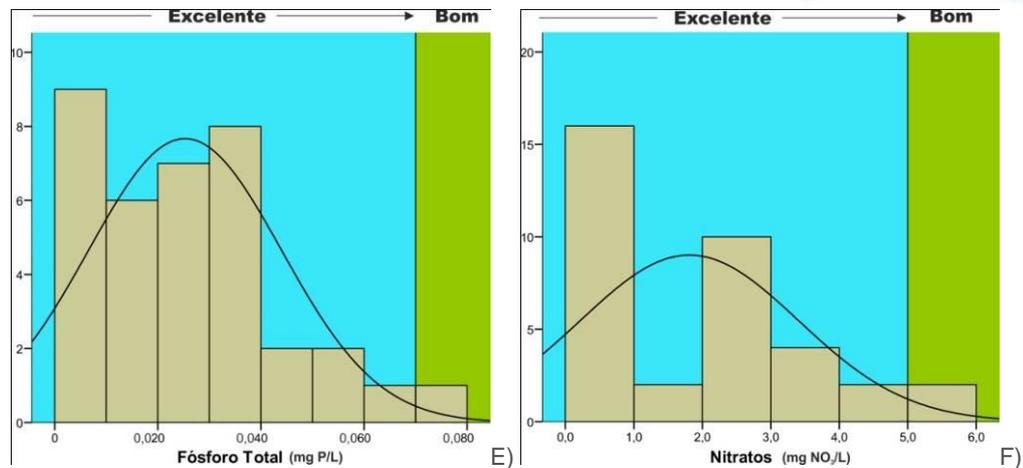 Excelente Bom
10
8
6
4
2
0
0 0,020 0,040 0,060 0,080
Fósforo Total (mg P/L)
E)
Excelente Bom
20
15
10
5
0
0,0 1,0 2,0 3,0 4,0 5,0 6,0
Nitratos (mg NO₃/L)
F)